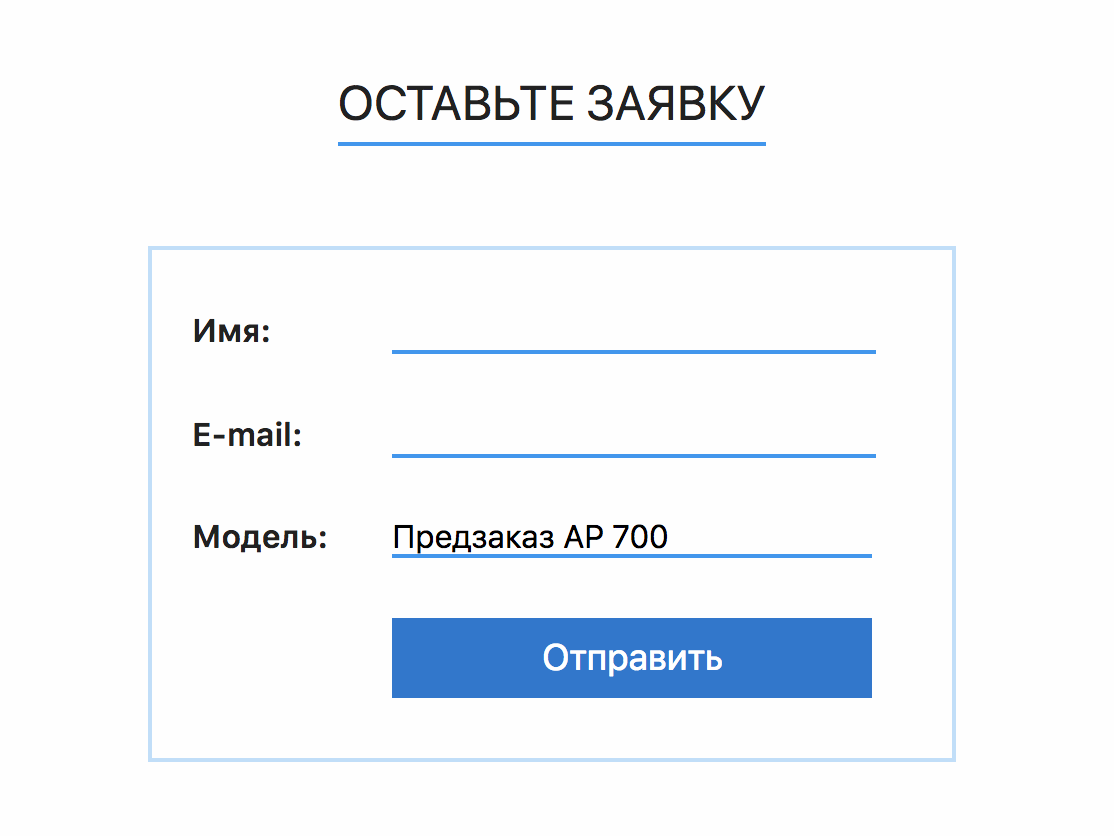 ОСТАВЬТЕ ЗАЯВКУ
Имя:
E-mail:
Модель: Предзаказ AP 700
Отправить